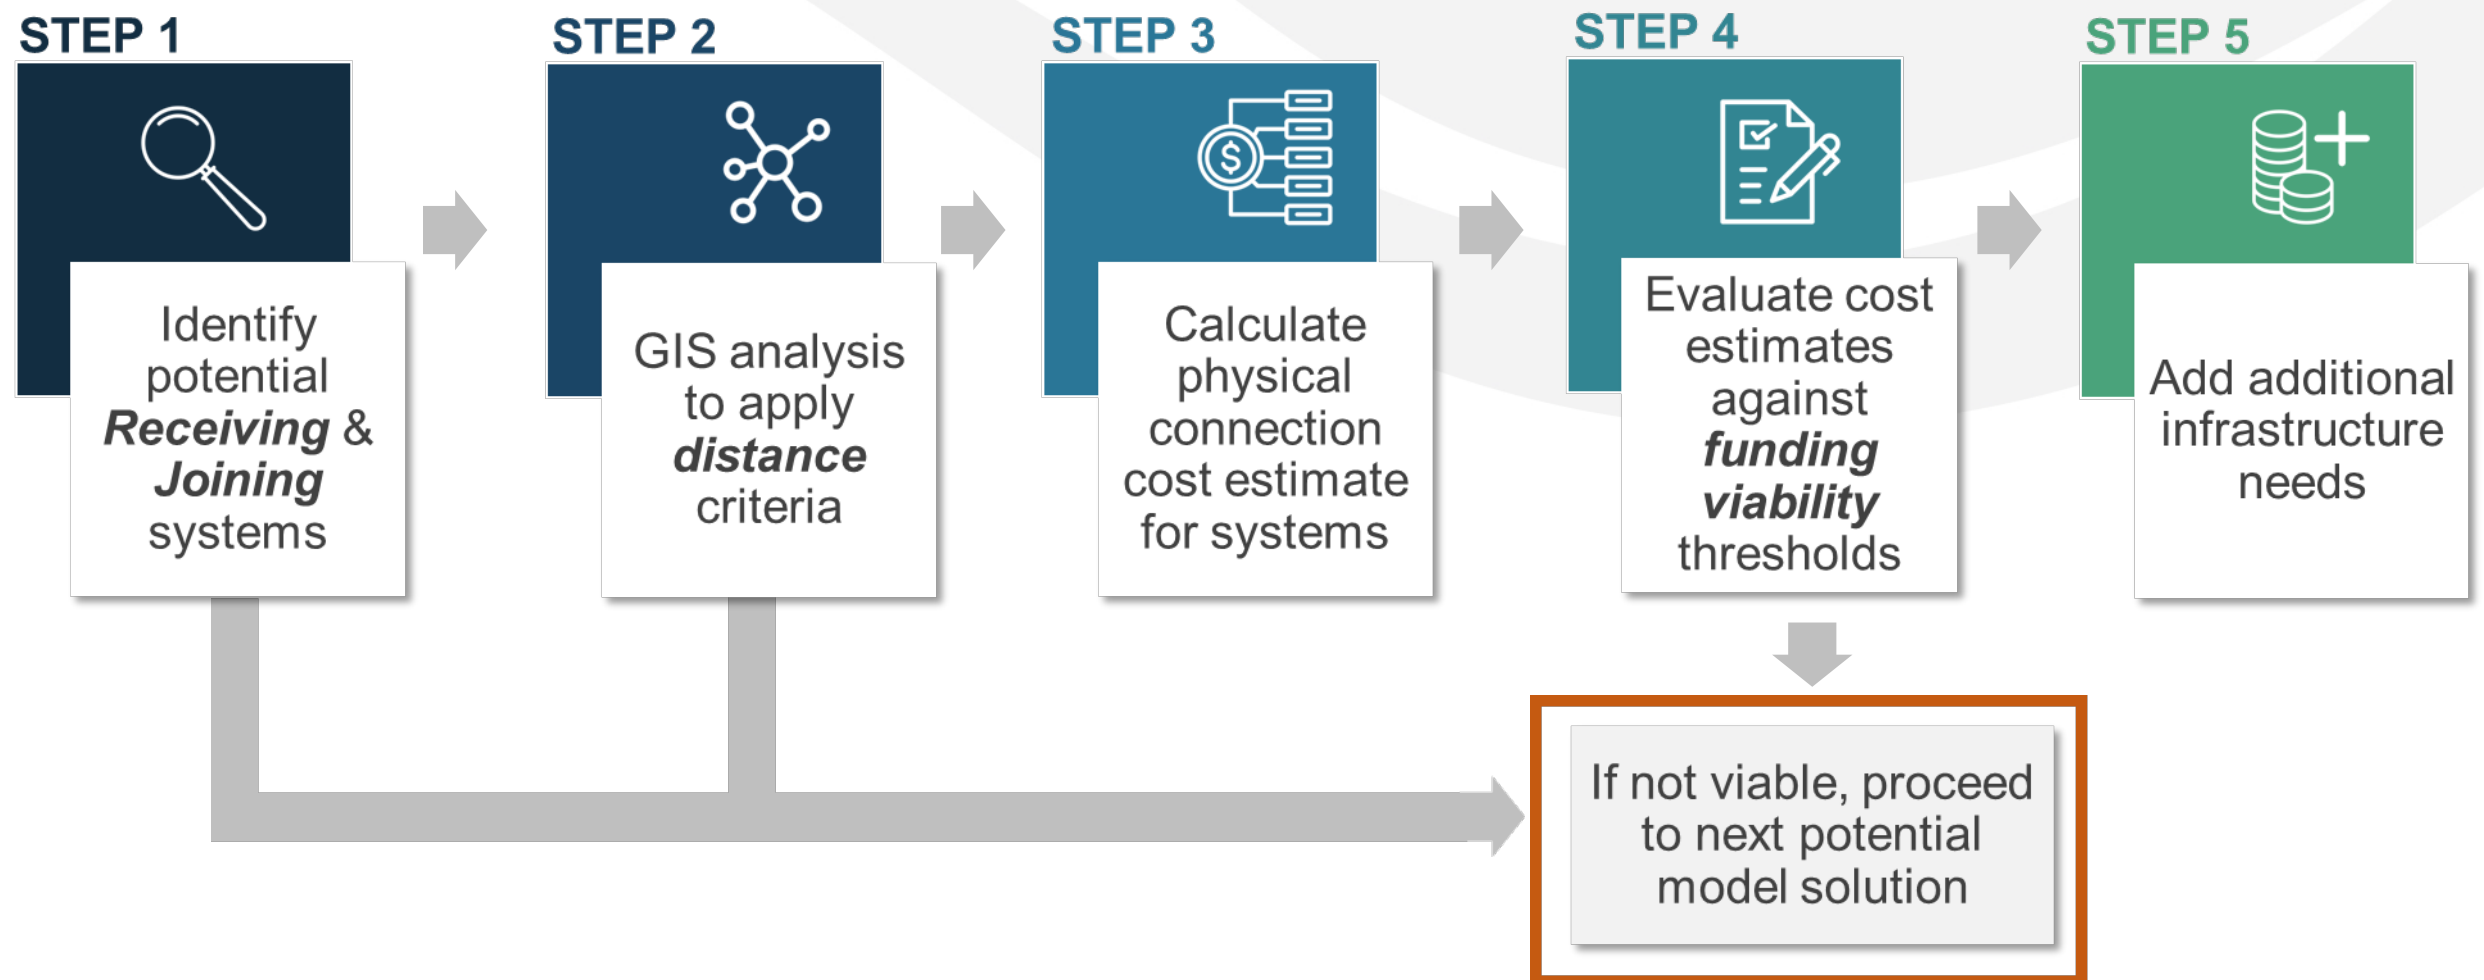 STEP 1
Identify
potential
Receiving &
Joining
systems
STEP 2
GIS analysis
to apply
distance
criteria
STEP 3
Calculate
physical
connection
cost estimate
for systems
STEP 4
Evaluate cost
estimates
against
funding
viability
thresholds
STEP 5
Add additional
infrastructure
needs
If not viable, proceed
to next potential
model solution